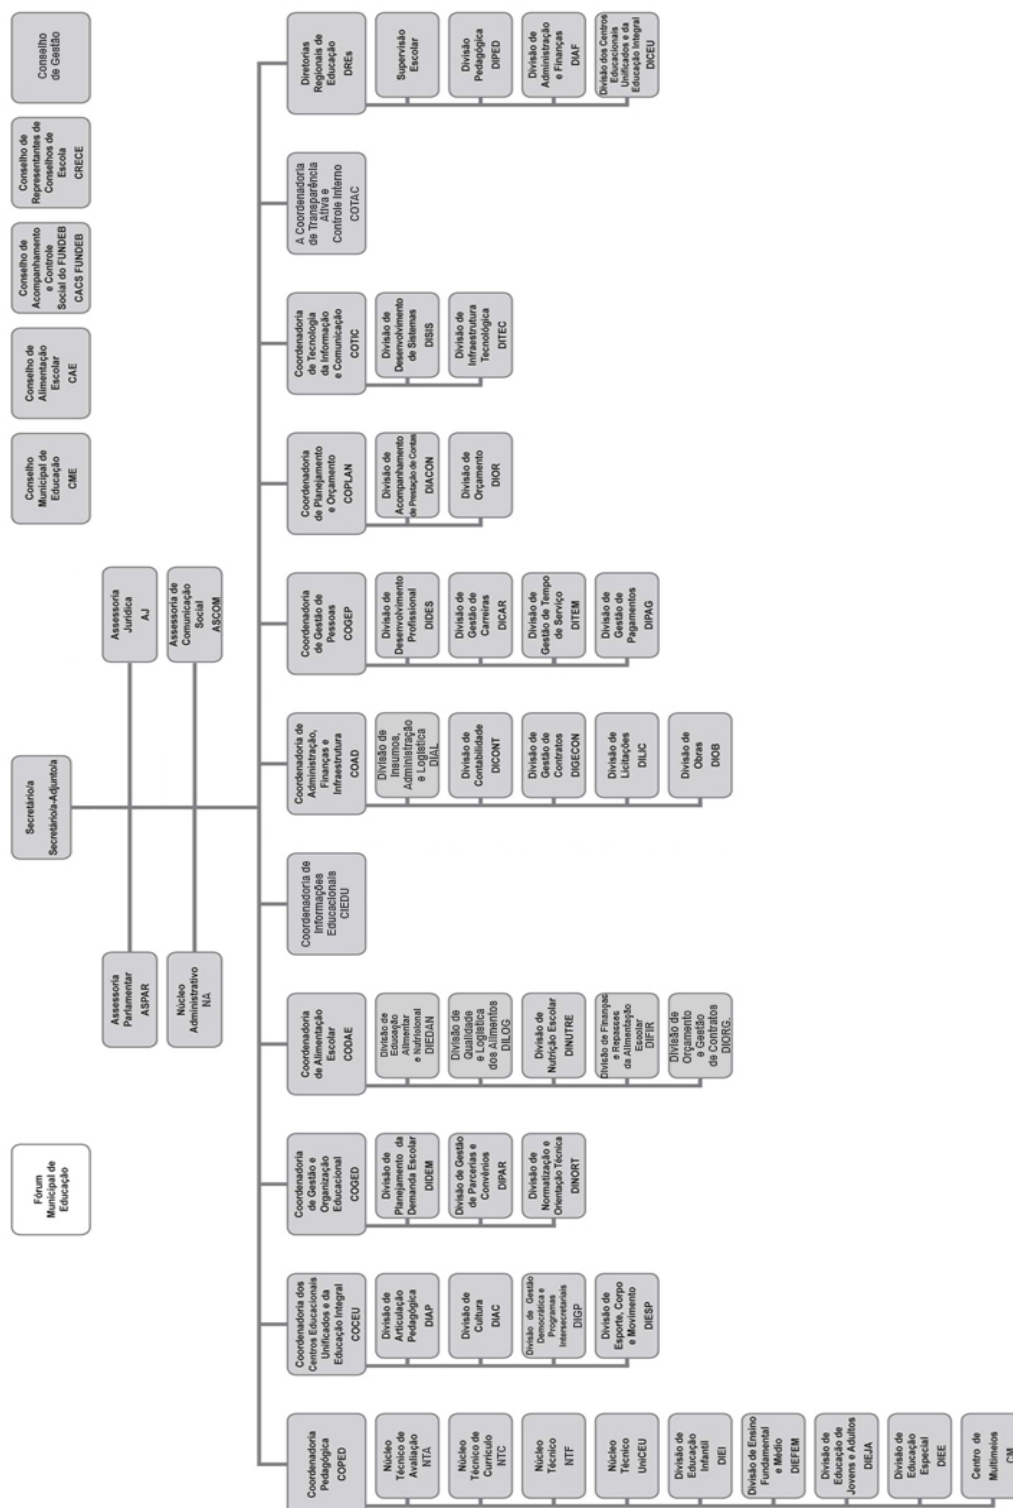 Fórum
Municipal de
Educação
Secretário/a
Secretário/a-Adjunto/a
Conselho
Municipal de
Educação
CME
Conselho de
Alimentação
Escolar
CAE
Conselho de
Acompanhamento
e Controle
Social do FUNDEB
CACS FUNDEB
Conselho de
Representantes de
Conselhos de
Escola
CRECE
Conselho
de Gestão
Assessoria
Parlamentar
ASPAR
Assessoria
Jurídica
AJ
Núcleo
Administrativo
NA
Assessoria de
Comunicação
Social
ASCOM
Coordenadoria
Pedagógica
COPED
Núcleo
Técnico de
Avaliação
NTA
Núcleo
Técnico de
Currículo
NTC
Núcleo
Técnico
NTF
Núcleo
Técnico
UniCEU
Divisão de
Educação
Infantil
DIEI
Divisão de Ensino
Fundamental
e Médio
DIEFEM
Divisão de
Educação de
Jovens e Adultos
DIEJA
Divisão de
Educação
Especial
DIEE
Centro de
Multimeios
CM
Coordenadoria dos
Centros Educacionais
Unificados e da
Educação Integral
COCEU
Divisão de
Articulação
Pedagógica
DIAP
Divisão de
Cultura
DIAC
Divisão de Gestão
Democrática e
Programas
Intersecretariais
DIGP
Divisão de
Esporte, Corpo
e Movimento
DIESP
Coordenadoria
de Gestão e
Organização
Educacional
COGED
Divisão de
Planejamento da
Demanda Escolar
DIDEM
Divisão de Gestão
de Parcerias e
Convênios
DIPAR
Divisão de
Normatização e
Orientação Técnica
DINORT
Coordenadoria
de Alimentação
Escolar
CODAE
Divisão de
Educação
Alimentar
e Nutricional
DIEDAN
Divisão de
Qualidade
e Logística
dos Alimentos
DILOG
Divisão de
Nutrição Escolar
DINUTRE
Divisão de Finanças
e Repasses
da Alimentação
Escolar
DIFIR
Divisão de
Orçamento
e Gestão
de Contratos
DIORG.
Coordenadoria de
Informações
Educacionais
CIEDU
Coordenadoria de
Administração,
Finanças e
Infraestrutura
COAD
Divisão de
Insumos,
Administração
e Logística
DIAL
Divisão de
Contabilidade
DICONT
Divisão de
Gestão de
Contratos
DIGECON
Divisão de
Licitações
DILIC
Divisão de
Obras
DIOB
Coordenadoria
de Gestão de
Pessoas
COGEP
Divisão de
Desenvolvimento
Profissional
DIDES
Divisão de
Gestão de
Carreiras
DICAR
Divisão de
Gestão de Tempo
de Serviço
DITEM
Divisão de
Gestão de
Pagamentos
DIPAG
Coordenadoria
de Planejamento
e Orçamento
COPLAN
Divisão de
Acompanhamento
de Prestação de Contas
DIACON
Divisão de
Orçamento
DIOR
Coordenadoria
de Tecnologia
da Informação
e Comunicação
COTIC
Divisão de
Desenvolvimento
de Sistemas
DISIS
Divisão de
Infraestrutura
Tecnológica
DITEC
A Coordenadoria
de Transparência
Ativa e
Controle Interno
COTAC
Diretorias
Regionais de
Educação
DREs
Supervisão
Escolar
Divisão
Pedagógica
DIPED
Divisão de
Administração
e Finanças
DIAF
Divisão dos Centros
Educacionais
Unificados e da
Educação Integral
DICEU